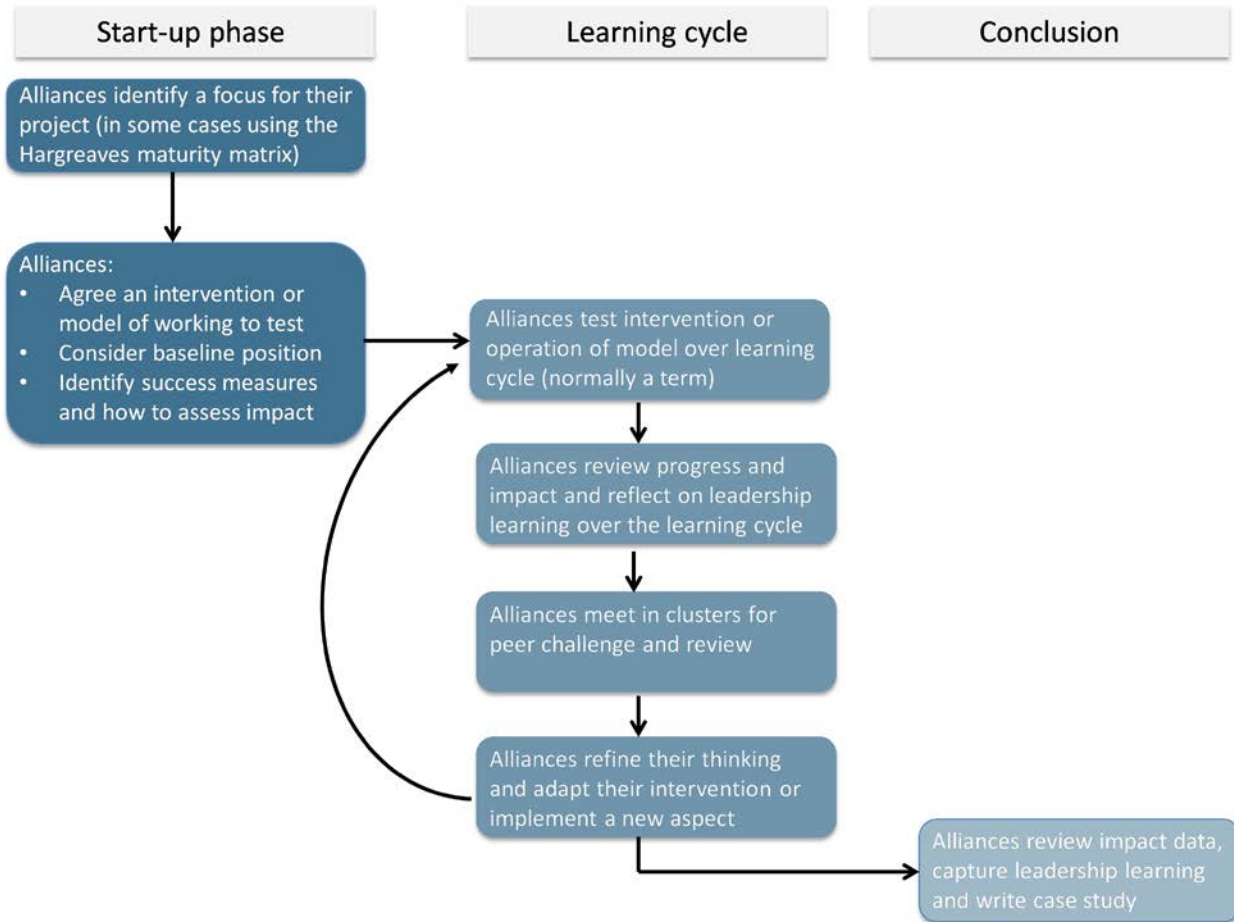 Start-up phase
Learning cycle
Conclusion
Alliances identify a focus for their
project (in some cases using the
Hargreaves maturity matrix)
Alliances:
• Agree an intervention or
model of working to test
• Consider baseline position
• Identify success measures
and how to assess impact
Alliances test intervention or
operation of model over learning
cycle (normally a term)
Alliances review progress and
impact and reflect on leadership
learning over the learning cycle
Alliances meet in clusters for
peer challenge and review
Alliances refine their thinking
and adapt their intervention or
implement a new aspect
Alliances review impact data,
capture leadership learning
and write case study